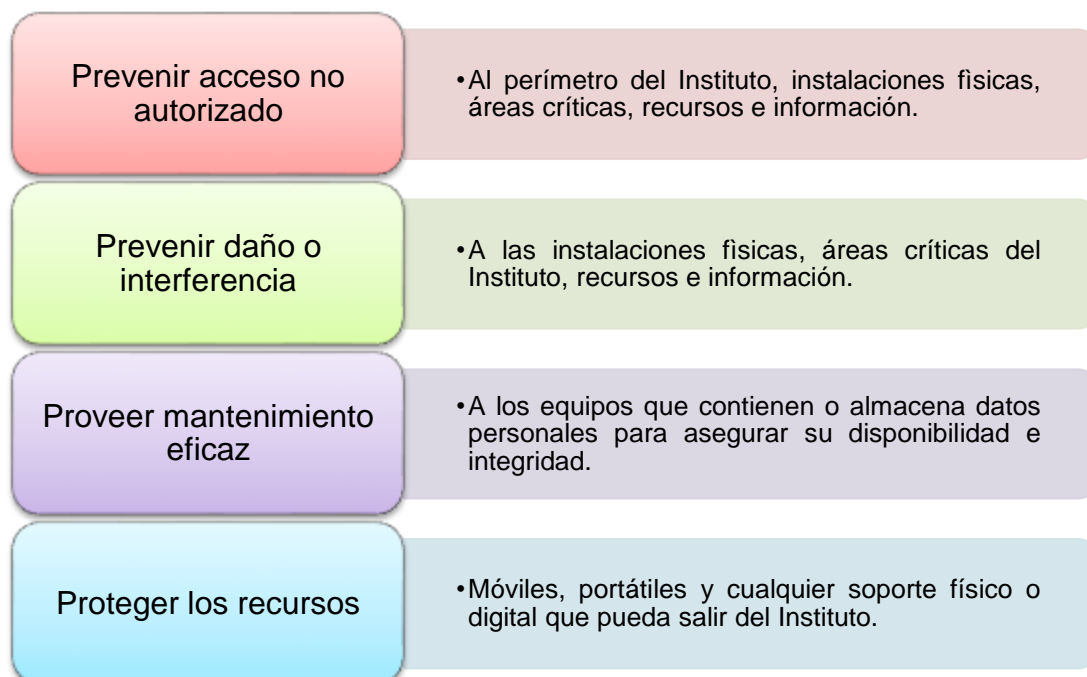 Prevenir acceso no
autorizado
•Al perímetro del Instituto, instalaciones fìsicas,
áreas críticas, recursos e información.
Prevenir daño o
interferencia
•A las instalaciones fìsicas, áreas críticas del
Instituto, recursos e información.
Proveer mantenimiento
eficaz
•A los equipos que contienen o almacena datos
personales para asegurar su disponibilidad e
integridad.
Proteger los recursos
•Móviles, portátiles y cualquier soporte físico o
digital que pueda salir del Instituto.